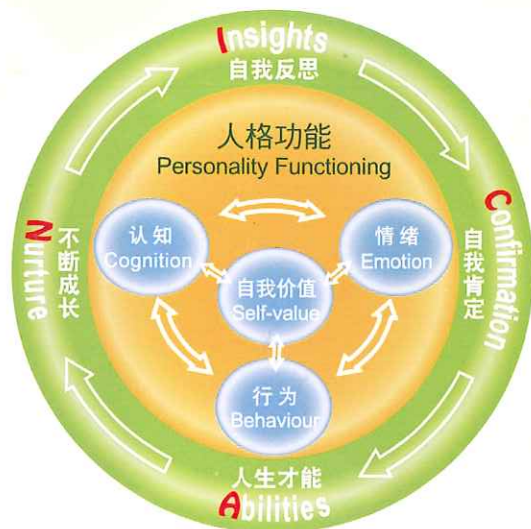 Insights
自我反思
人格功能
Personality Functioning
认知
Cognition
情绪
Emotion
自我价值
Self-value
行为
Behaviour
Confirmation
自我肯定
人生才能
Abilities
Nurture
不断成长